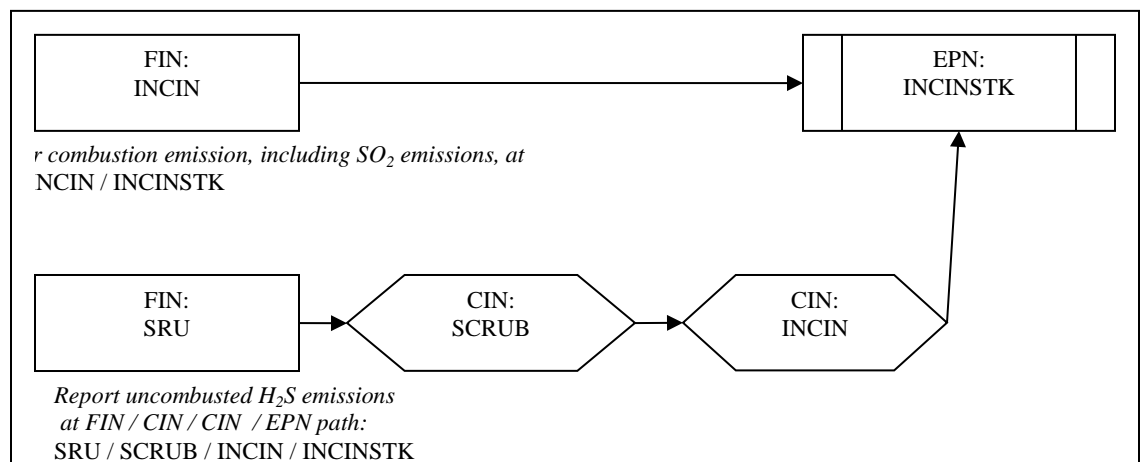 FIN:
INCIN
EPN:
INCINSTK
combustion emission, including SO₂ emissions, at
NCIN / INCINSTK
FIN:
SRU
CIN:
SCRUB
CIN:
INCIN
Report uncombusted H₂S emissions
at FIN / CIN / CIN / EPN path:
SRU / SCRUB / INCIN / INCINSTK